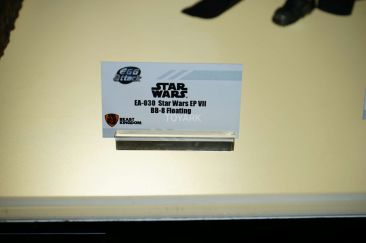 egg
attack
STAR
WARS
EA-030 Star Wars EP VII
BB-8 Floating
TOYARK
BEAST
KINGDOM